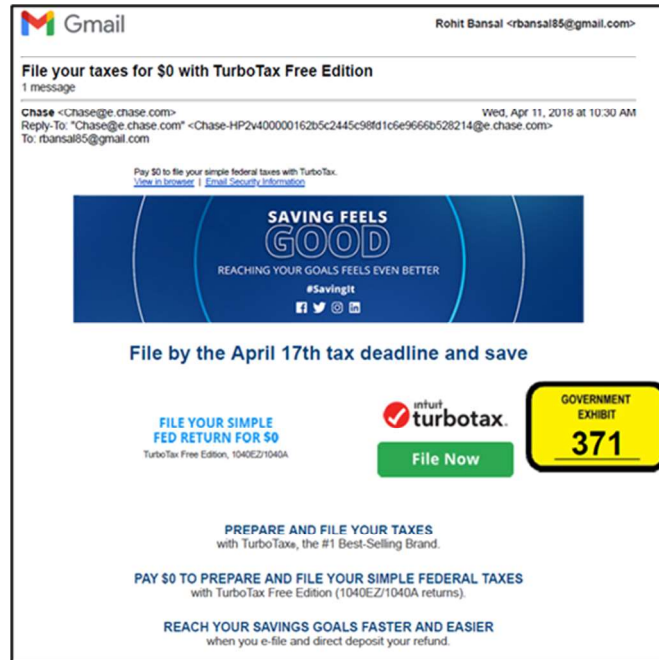 Gmail
Rohit Bansal <rbansal85@gmail.com>
File your taxes for $0 with TurboTax Free Edition
1 message
Chase <Chase@e.chase.com> Wed, Apr 11, 2018 at 10:30 AM
Reply-To: "Chase@e.chase.com" <Chase-HP2v400000162b5c2445c98fd1c6e9666b528214@e.chase.com>
To: rbansal85@gmail.com
Pay $0 to file your simple federal taxes with TurboTax.
View in browser | Email Security Information
SAVING FEELS
GOOD
REACHING YOUR GOALS FEELS EVEN BETTER
#SavingIt
File by the April 17th tax deadline and save
FILE YOUR SIMPLE
FED RETURN FOR $0
TurboTax Free Edition, 1040EZ/1040A
intuit
turbotax.
File Now
GOVERNMENT
EXHIBIT
371
PREPARE AND FILE YOUR TAXES
with TurboTax®, the #1 Best-Selling Brand.
PAY $0 TO PREPARE AND FILE YOUR SIMPLE FEDERAL TAXES
with TurboTax Free Edition (1040EZ/1040A returns).
REACH YOUR SAVINGS GOALS FASTER AND EASIER
when you e-file and direct deposit your refund.